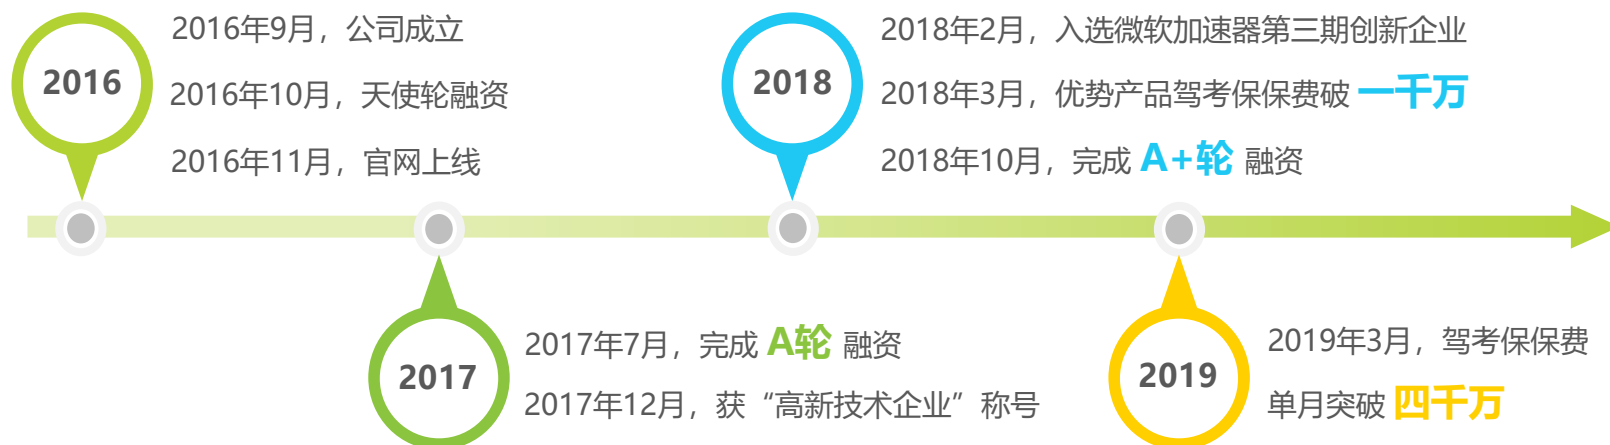 2016
2016年9月，公司成立
2016年10月，天使轮融资
2016年11月，官网上线
2017
2017年7月，完成 A轮 融资
2017年12月，获“高新技术企业”称号
2018
2018年2月，入选微软加速器第三期创新企业
2018年3月，优势产品驾考保保费破 一千万
2018年10月，完成 A+轮 融资
2019
2019年3月，驾考保保费
单月突破 四千万